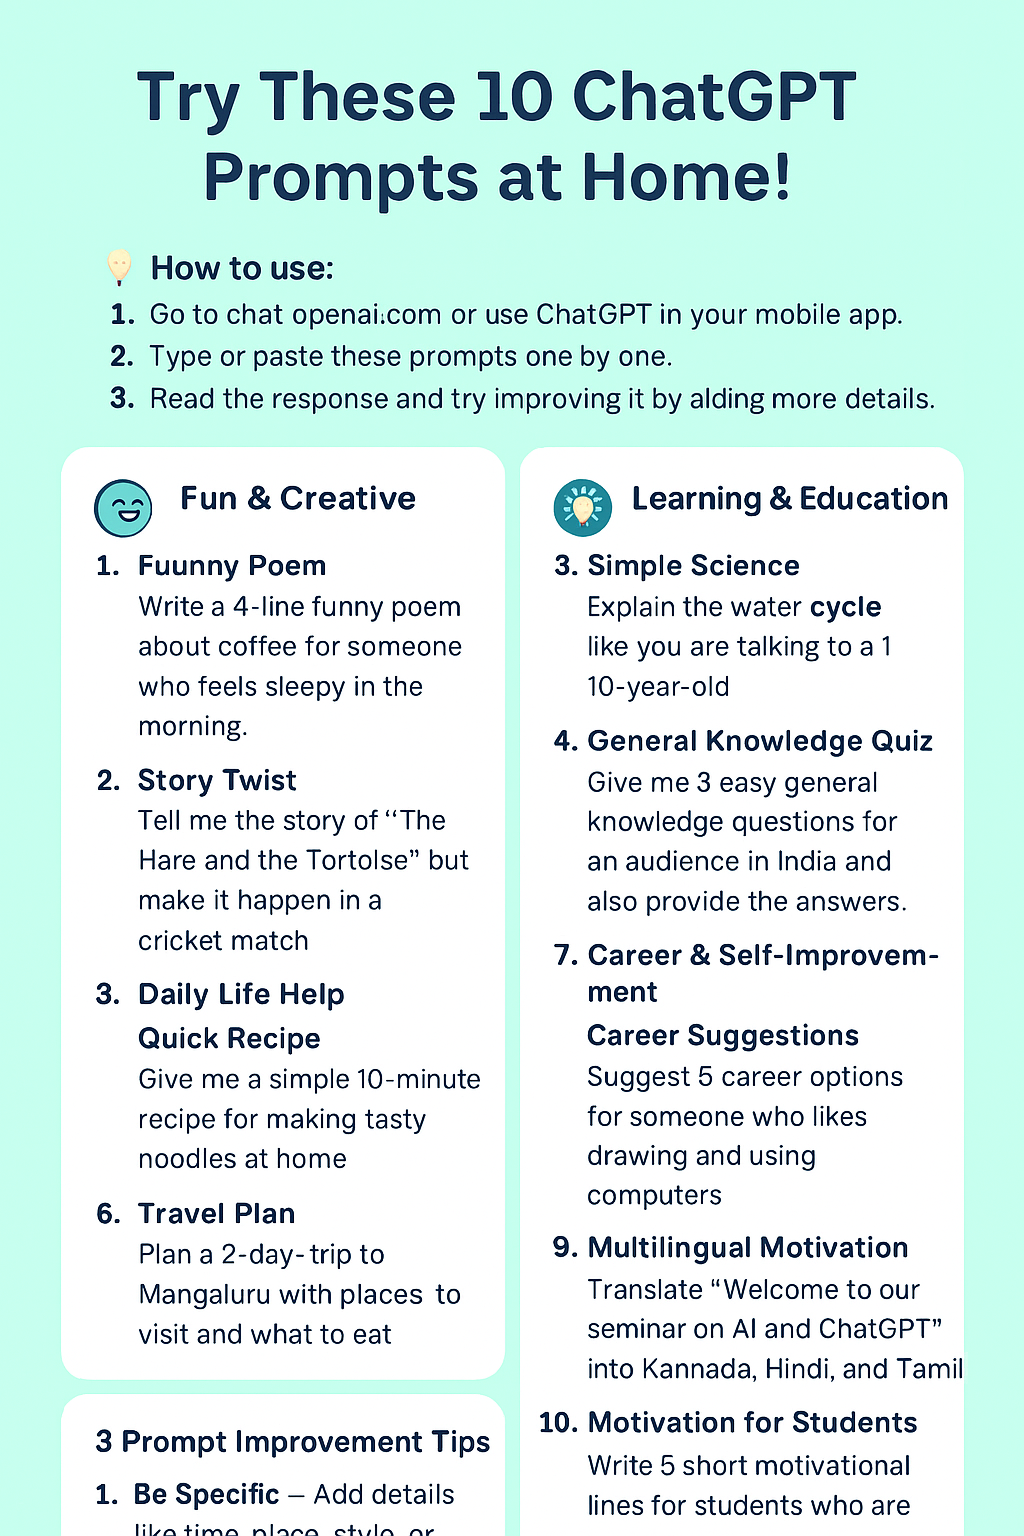 Try These 10 ChatGPT
Prompts at Home!
How to use:
1. Go to chat openai.com or use ChatGPT in your mobile app.
2. Type or paste these prompts one by one.
3. Read the response and try improving it by alding more details.
Fun & Creative
1. Fuunny Poem
Write a 4-line funny poem
about coffee for someone
who feels sleepy in the
morning.
2. Story Twist
Tell me the story of “The
Hare and the Tortolse” but
make it happen in a
cricket match
3. Daily Life Help
Quick Recipe
Give me a simple 10-minute
recipe for making tasty
noodles at home
6. Travel Plan
Plan a 2-day-trip to
Mangaluru with places to
visit and what to eat
3 Prompt Improvement Tips
1. Be Specific – Add details
like time, place, style, or
Learning & Education
3. Simple Science
Explain the water cycle
like you are talking to a 1
10-year-old
4. General Knowledge Quiz
Give me 3 easy general
knowledge questions for
an audience in India and
also provide the answers.
7. Career & Self-Improvem-
ment
Career Suggestions
Suggest 5 career options
for someone who likes
drawing and using
computers
9. Multilingual Motivation
Translate “Welcome to our
seminar on AI and ChatGPT”
into Kannada, Hindi, and Tamil
10. Motivation for Students
Write 5 short motivational
lines for students who are